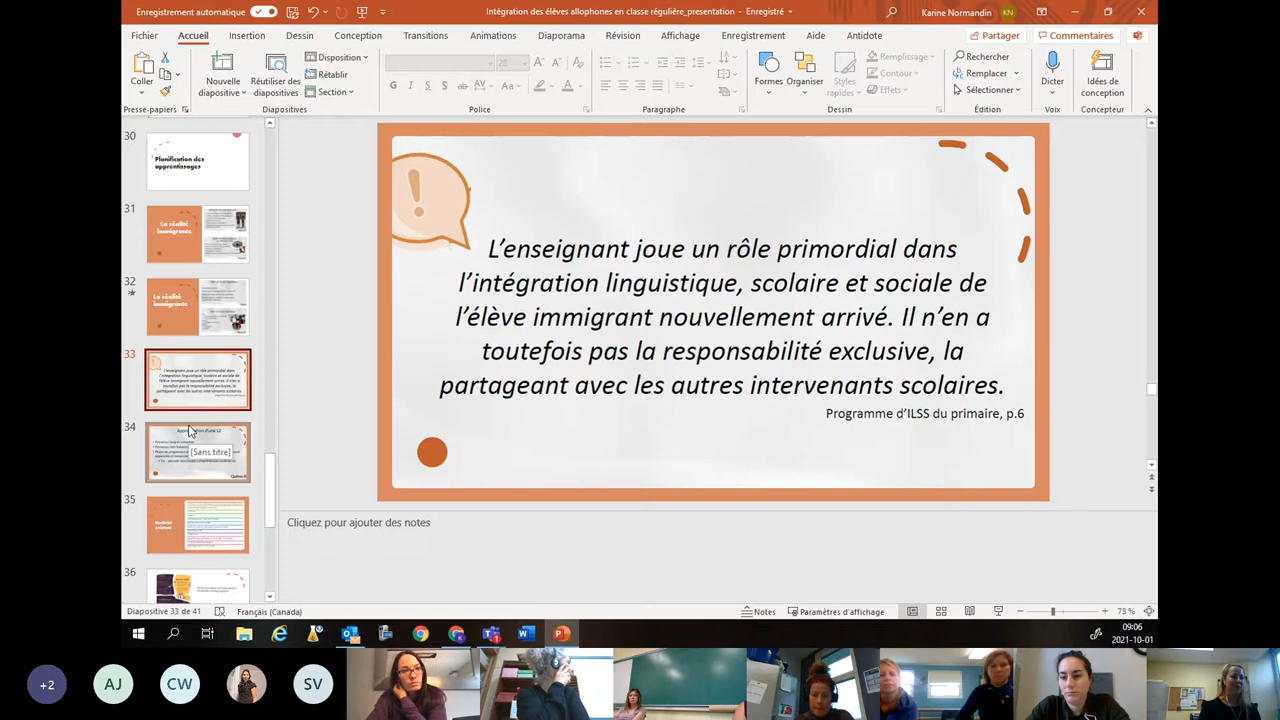 Enregistrement automatique
Intégration des élèves allophones en classe régulière_presentation - Enregistré
Karine Normandin
KN
Fichier Accueil Insertion Dessin Conception Transitions Animations Diaporama Révision Affichage Enregistrement Aide Antidote Partager Commentaires
Coller
Nouvelle diapositive
Réutiliser des diapositives
Disposition
Rétablir
Section
28
G I S
Formes
Organiser
Styles rapides
Remplissage
Contour
Effets
Rechercher
Remplacer
Sélectionner
Dicter
Idées de conception
Presse-papiers Diapositives Police Paragraphe Dessin Édition Voix Concepteur
30
Planification des
apprentissages
31
La réalité
immigrante
32
La réalité
immigrante
33
34
[Sans titre]
35
Matériel
existant
36
L’enseignant joue un rôle primordial dans
l’intégration linguistique, scolaire et sociale de
l’élève immigrant nouvellement arrivé. Il n’en a
toutefois pas la responsabilité exclusive, la
partageant avec les autres intervenants scolaires.
Programme d’ILSS du primaire, p.6
Cliquez pour ajouter des notes
Diapositive 33 de 41 Français (Canada) Notes Paramètres d'affichage 73 %
09:06
2021-10-01
+2 AJ CW SV